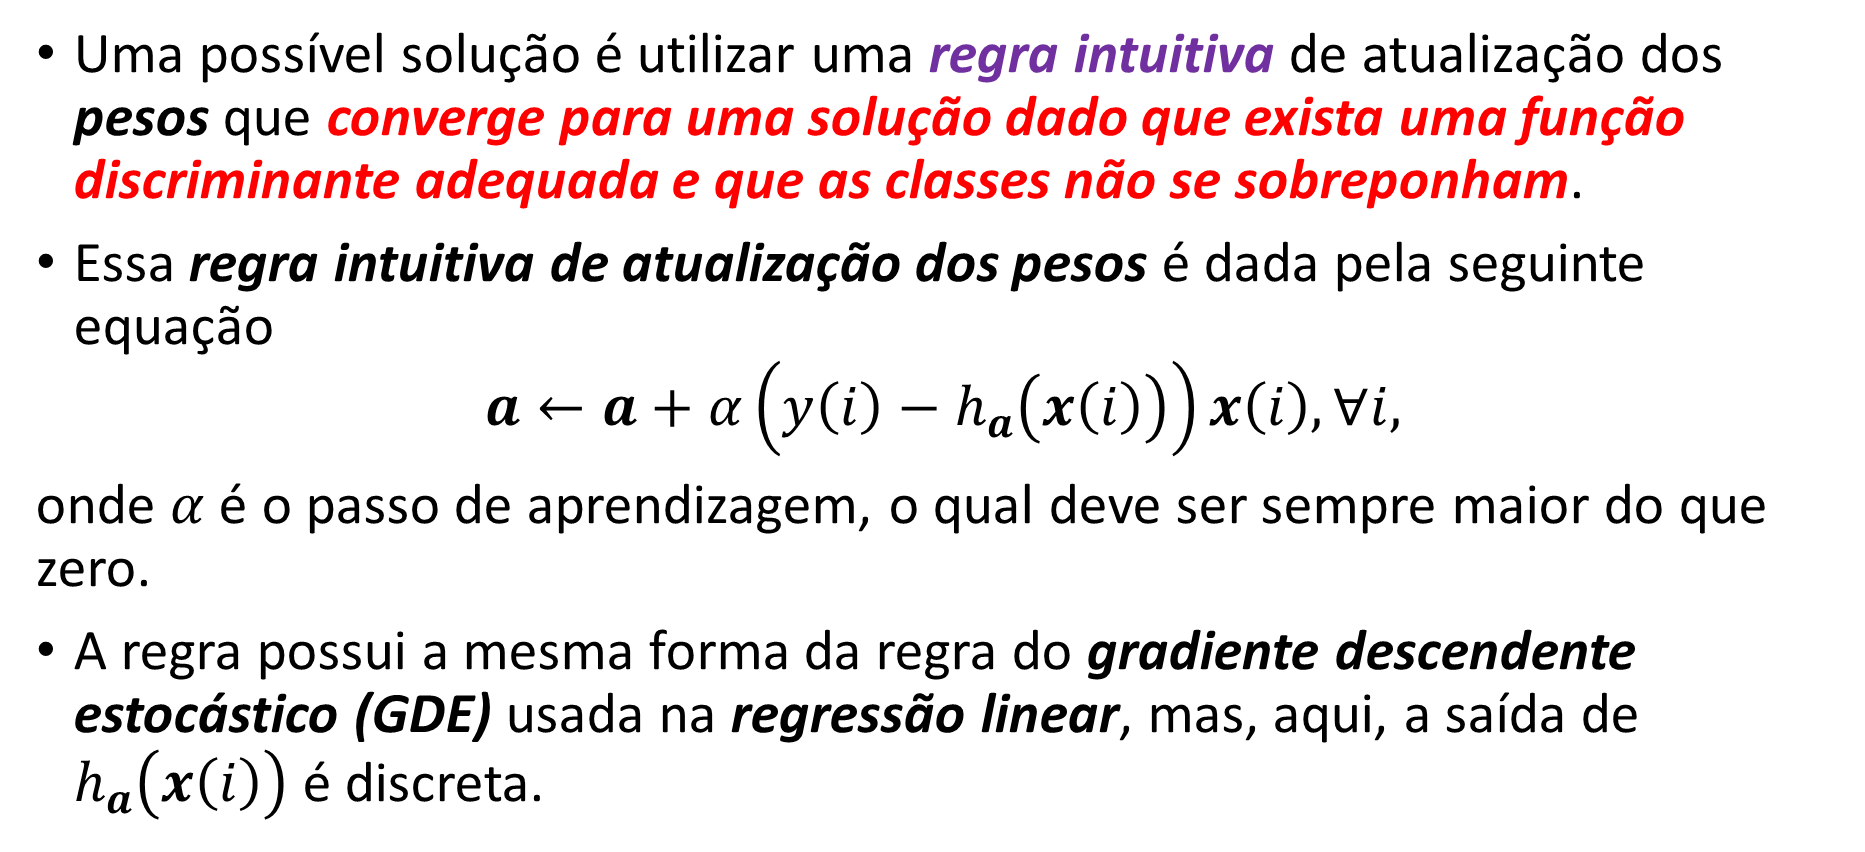 • Uma possível solução é utilizar uma regra intuitiva de atualização dos
pesos que converge para uma solução dado que exista uma função
discriminante adequada e que as classes não se sobreponham.
• Essa regra intuitiva de atualização dos pesos é dada pela seguinte
equação
a ← a + α(y(i) − hₐ(x(i)))x(i), ∀i,
onde α é o passo de aprendizagem, o qual deve ser sempre maior do que
zero.
• A regra possui a mesma forma da regra do gradiente descendente
estocástico (GDE) usada na regressão linear, mas, aqui, a saída de
hₐ(x(i)) é discreta.